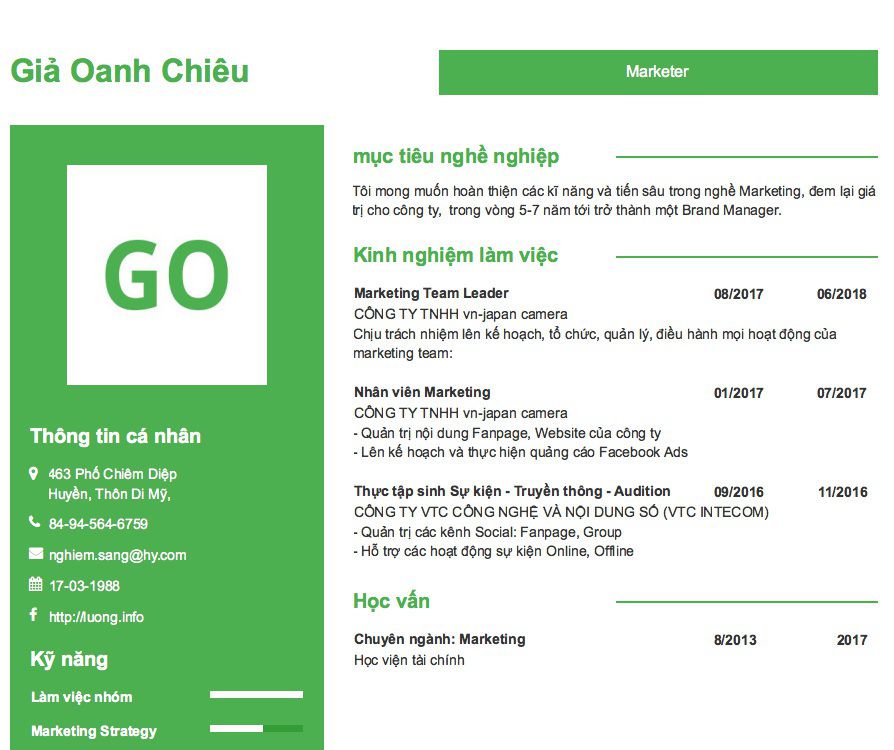 Giả Oanh Chiêu
Marketer
GO
Thông tin cá nhân
463 Phố Chiêm Diệp
Huyền, Thôn Di Mỹ,
84-94-564-6759
nghiem.sang@hy.com
17-03-1988
http://luong.info
Kỹ năng
Làm việc nhóm
Marketing Strategy
mục tiêu nghề nghiệp
Tôi mong muốn hoàn thiện các kĩ năng và tiến sâu trong nghề Marketing, đem lại giá
trị cho công ty, trong vòng 5-7 năm tới trở thành một Brand Manager.
Kinh nghiệm làm việc
Marketing Team Leader 08/2017 06/2018
CÔNG TY TNHH vn-japan camera
Chịu trách nhiệm lên kế hoạch, tổ chức, quản lý, điều hành mọi hoạt động của
marketing team:
Nhân viên Marketing 01/2017 07/2017
CÔNG TY TNHH vn-japan camera
- Quản trị nội dung Fanpage, Website của công ty
- Lên kế hoạch và thực hiện quảng cáo Facebook Ads
Thực tập sinh Sự kiện - Truyền thông - Audition 09/2016 11/2016
CÔNG TY VTC CÔNG NGHỆ VÀ NỘI DUNG SỐ (VTC INTECOM)
- Quản trị các kênh Social: Fanpage, Group
- Hỗ trợ các hoạt động sự kiện Online, Offline
Học vấn
Chuyên ngành: Marketing 8/2013 2017
Học viện tài chính